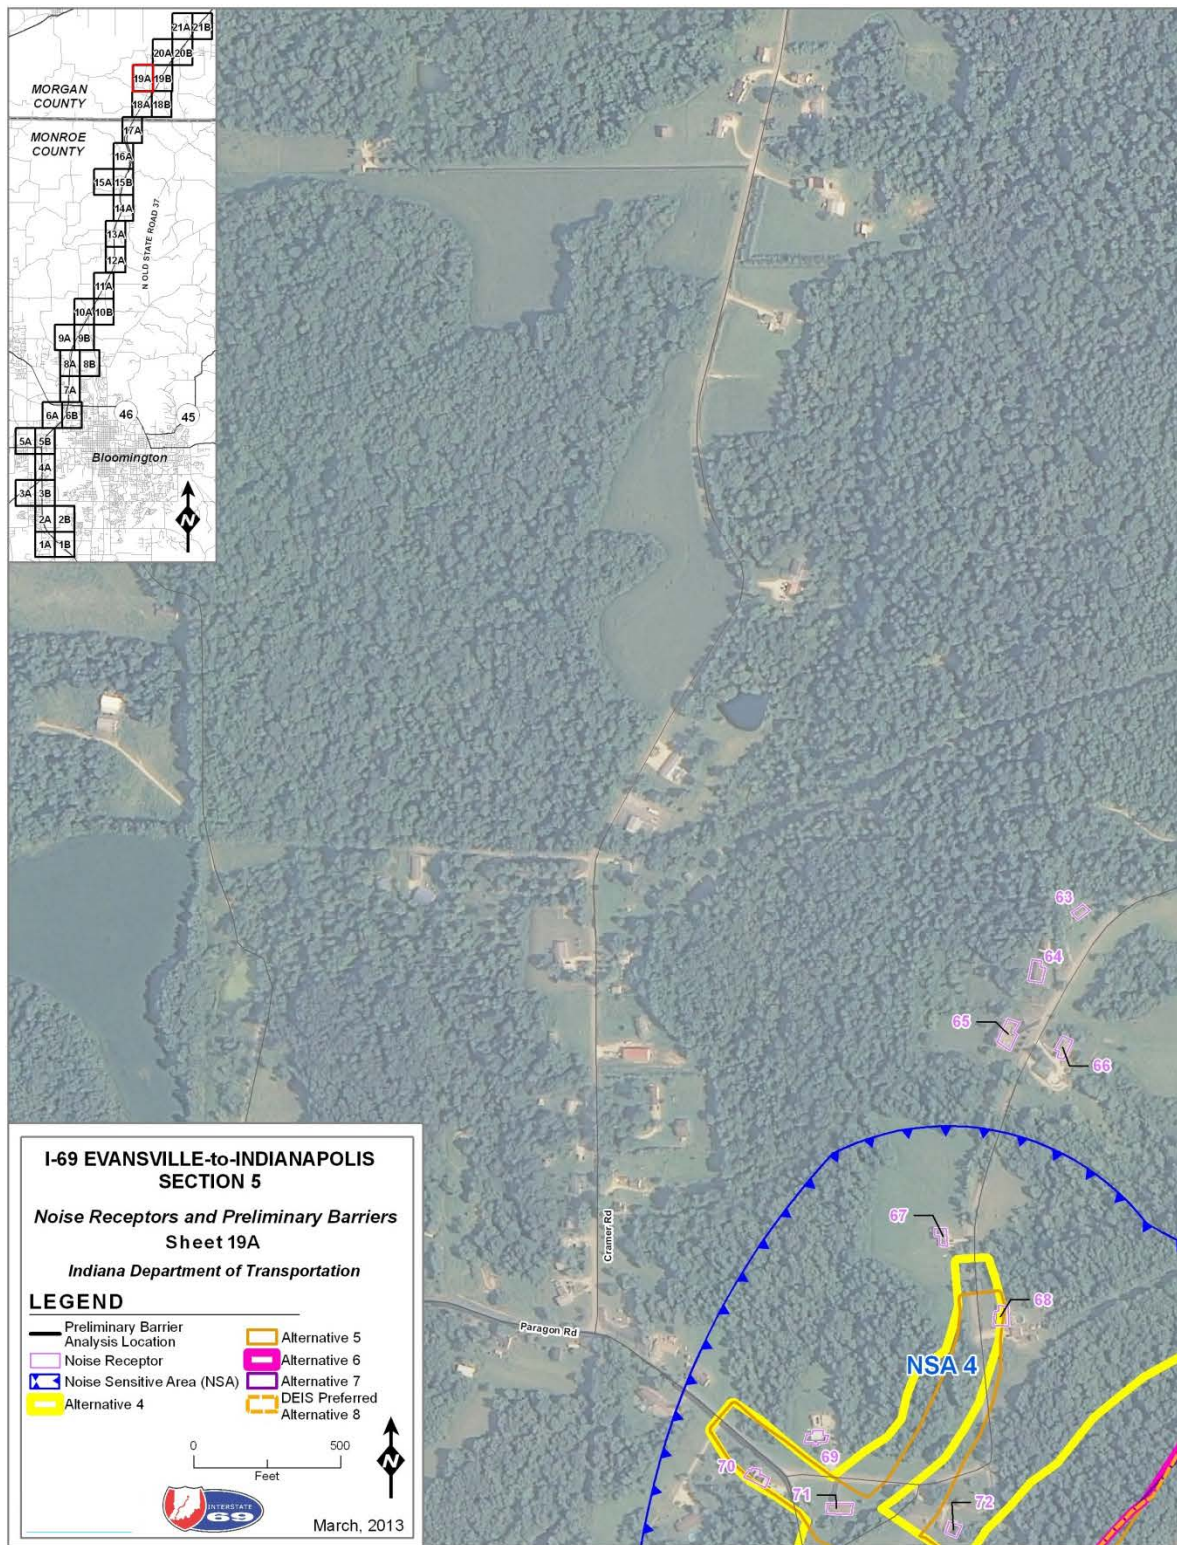 21A 21B
20A 20B
19A 19B
MORGAN
COUNTY
18A 18B
17A
MONROE
COUNTY
16A
15A 15B
14A
N OLD STATE ROAD 37
13A
12A
11A
10A 10B
9A 9B
8A 8B
7A
6A 6B
46
45
5A 5B
Bloomington
4A
3A 3B
2A 2B
1A 1B
N
63
64
65
66
67
68
NSA 4
Cramer Rd
Paragon Rd
69
70
71
72
I-69 EVANSVILLE-to-INDIANAPOLIS
SECTION 5
Noise Receptors and Preliminary Barriers
Sheet 19A
Indiana Department of Transportation
LEGEND
Preliminary Barrier
Analysis Location
Noise Receptor
Noise Sensitive Area (NSA)
Alternative 4
Alternative 5
Alternative 6
Alternative 7
DEIS Preferred
Alternative 8
0 500
Feet
N
INTERSTATE
69
March, 2013